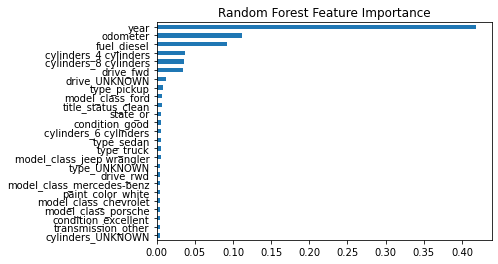 Random Forest Feature Importance
year
odometer
fuel_diesel
cylinders_4 cylinders
cylinders_8 cylinders
drive_fwd
drive_UNKNOWN
type_pickup
model_class_ford
title_status_clean
state_or
condition_good
cylinders_6 cylinders
type_sedan
type_truck
model_class_jeep wrangler
type_UNKNOWN
drive_rwd
model_class_mercedes-benz
paint_color_white
model_class_chevrolet
model_class_porsche
condition_excellent
transmission_other
cylinders_UNKNOWN
0.00 0.05 0.10 0.15 0.20 0.25 0.30 0.35 0.40